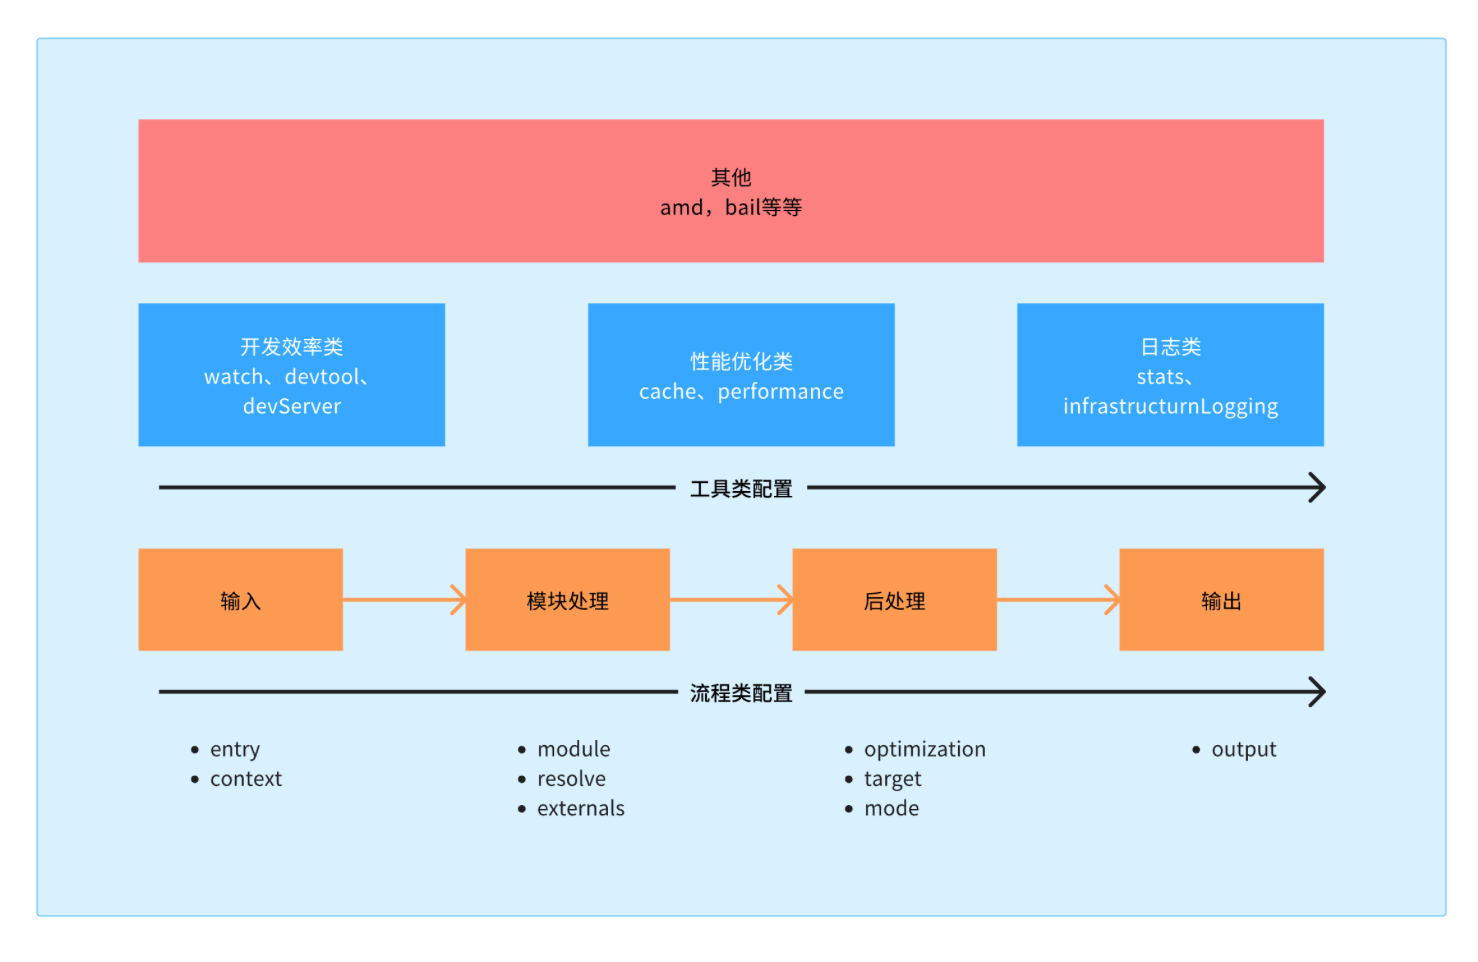 其他
amd，bail等等
开发效率类
watch、devtool、
devServer
性能优化类
cache、performance
日志类
stats、
infrastructurnLogging
工具类配置
输入
模块处理
后处理
输出
流程类配置
• entry
• context
• module
• resolve
• externals
• optimization
• target
• mode
• output